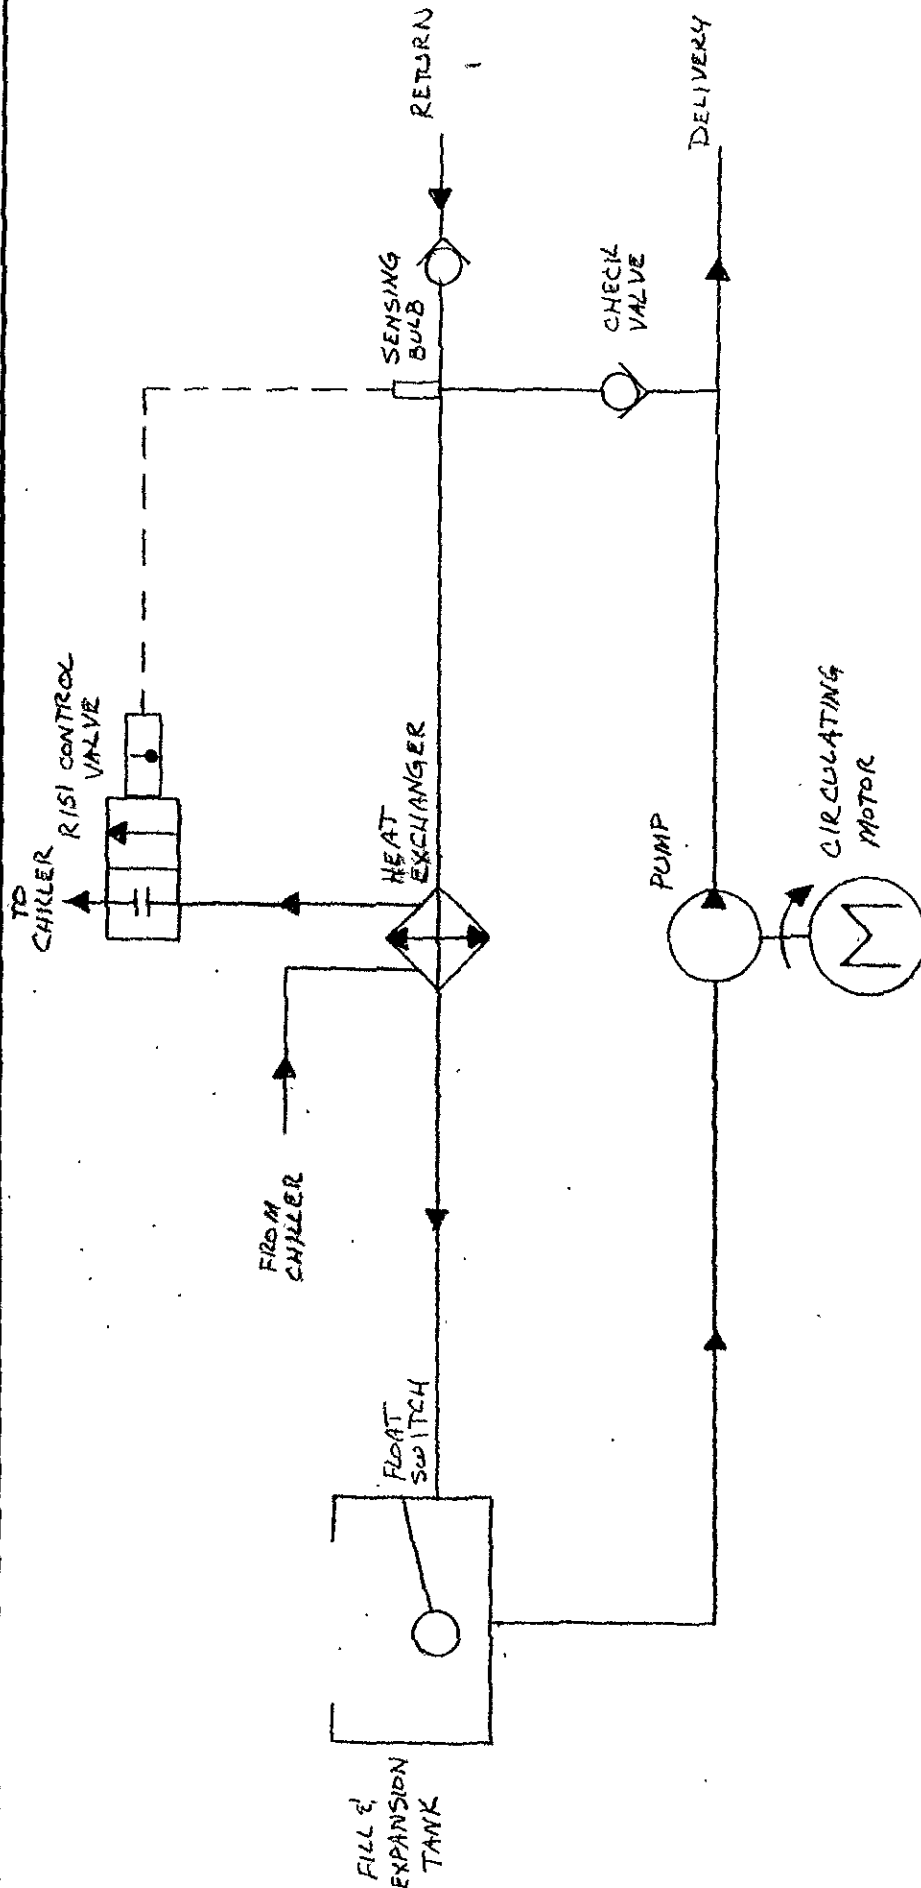 FILL &
EXPANSION
TANK
FLOAT
SWITCH
FROM
CHILLER
TO
CHILLER
RISI CONTROL
VALVE
HEAT
EXCHANGER
SENSING
BULB
RETURN
PUMP
CIRCULATING
MOTOR
M
CHECK
VALVE
DELIVERY